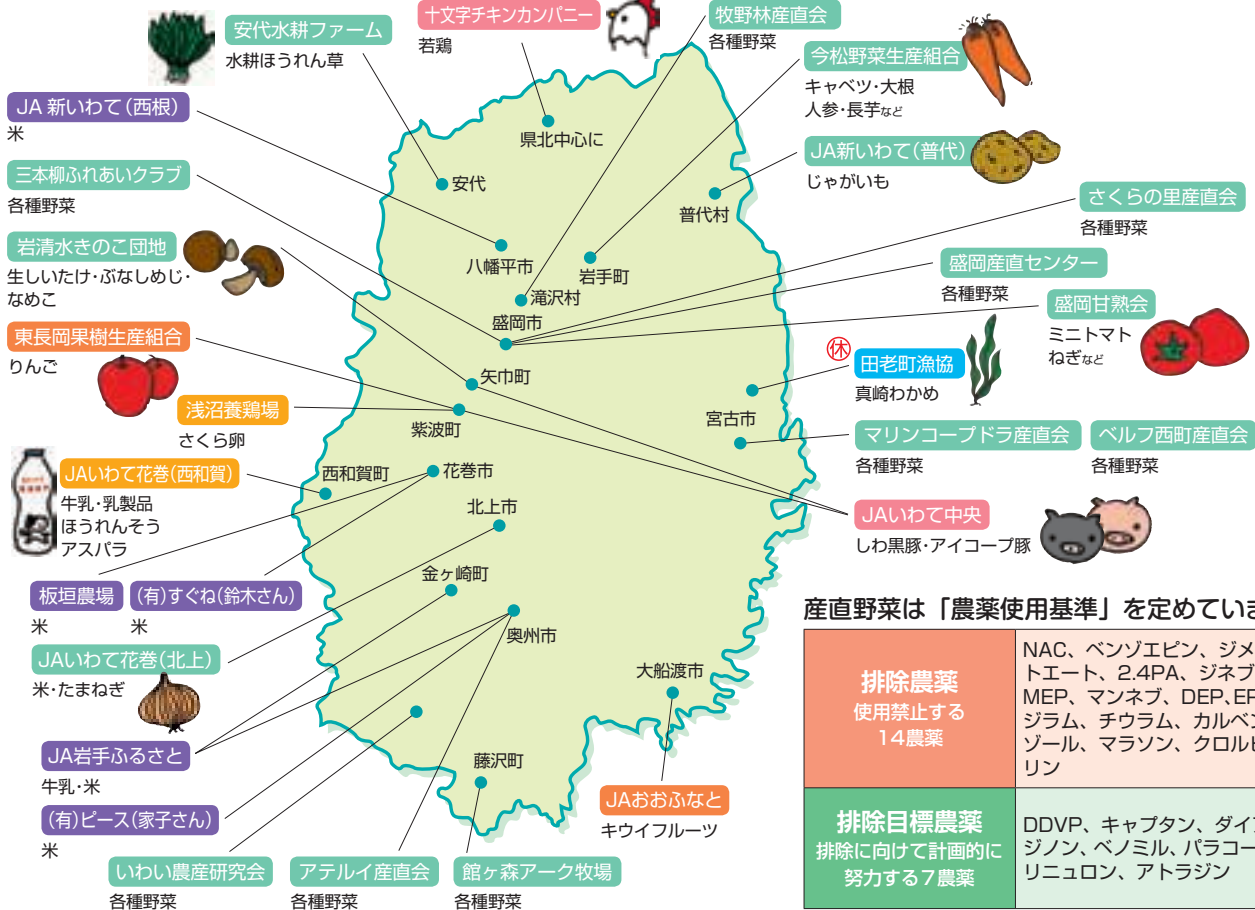 安代水耕ファーム
水耕ほうれん草
十文字チキンカンパニー
若鶏
牧野林産直会
各種野菜
今松野菜生産組合
キャベツ・大根
人参・長芋など
JA 新いわて(西根)
米
県北中心に
JA新いわて(普代)
じゃがいも
三本柳ふれあいクラブ
各種野菜
安代
普代村
さくらの里産直会
各種野菜
岩清水きのこ団地
生しいたけ・ぶなしめじ・
なめこ
八幡平市
岩手町
滝沢村
盛岡市
盛岡産直センター
各種野菜
盛岡甘熟会
ミニトマト
ねぎなど
東長岡果樹生産組合
りんご
矢巾町
休
田老町漁協
真崎わかめ
浅沼養鶏場
さくら卵
紫波町
宮古市
マリンコープドラ産直会
各種野菜
ベルフ西町産直会
各種野菜
JAいわて花巻(西和賀)
牛乳・乳製品
ほうれんそう
アスパラ
西和賀町
花巻市
北上市
JAいわて中央
しわ黒豚・アイコープ豚
板垣農場
米
(有)すぐね(鈴木さん)
米
金ヶ崎町
奥州市
JAいわて花巻(北上)
米・たまねぎ
大船渡市
JA岩手ふるさと
牛乳・米
藤沢町
(有)ピース(家子さん)
米
JAおおふなと
キウイフルーツ
いわい農産研究会
各種野菜
アテルイ産直会
各種野菜
館ヶ森アーク牧場
各種野菜
産直野菜は「農薬使用基準」を定めていま
排除農薬
使用禁止する
14農薬
NAC、ベンゾエピン、ジメ
トエート、2.4PA、ジネブ
MEP、マンネブ、DEP、EP
ジラム、チウラム、カルベン
ゾール、マラソン、クロルピ
リン
排除目標農薬
排除に向けて計画的に
努力する7農薬
DDVP、キャプタン、ダイア
ジノン、ベノミル、パラコー
リニュロン、アトラジン